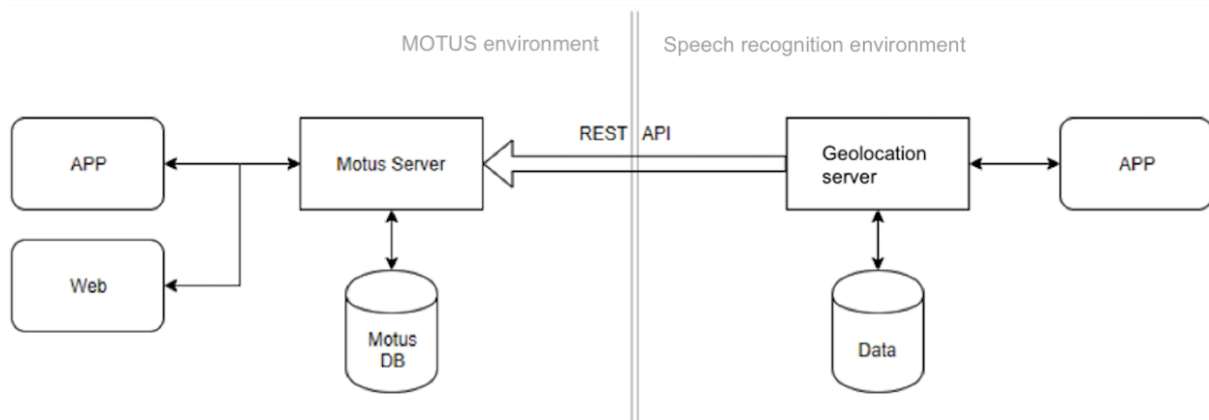 MOTUS environment
Speech recognition environment
REST API
APP
Motus Server
Geolocation
server
APP
Web
Motus
DB
Data